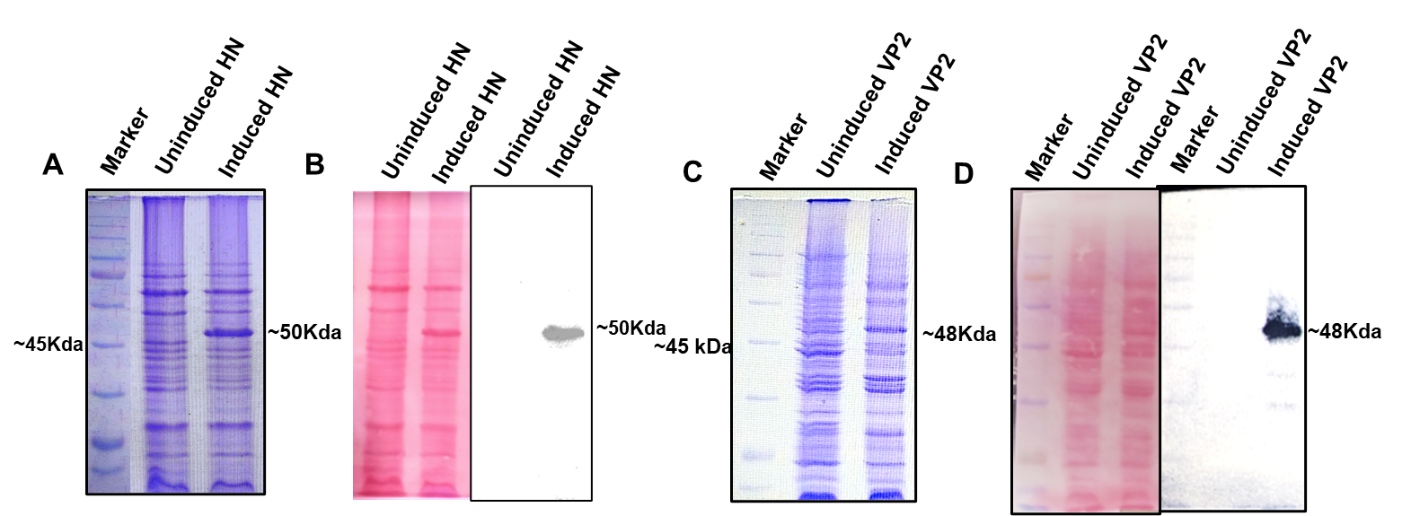 A
Marker
Uninduced HN
Induced HN
~45Kda
~50Kda
B
Uninduced HN
Induced HN
Uninduced HN
Induced HN
~50Kda
C
Marker
Uninduced VP2
Induced VP2
~45 kDa
~48Kda
D
Marker
Uninduced VP2
Induced VP2
Marker
Uninduced VP2
Induced VP2
~48Kda